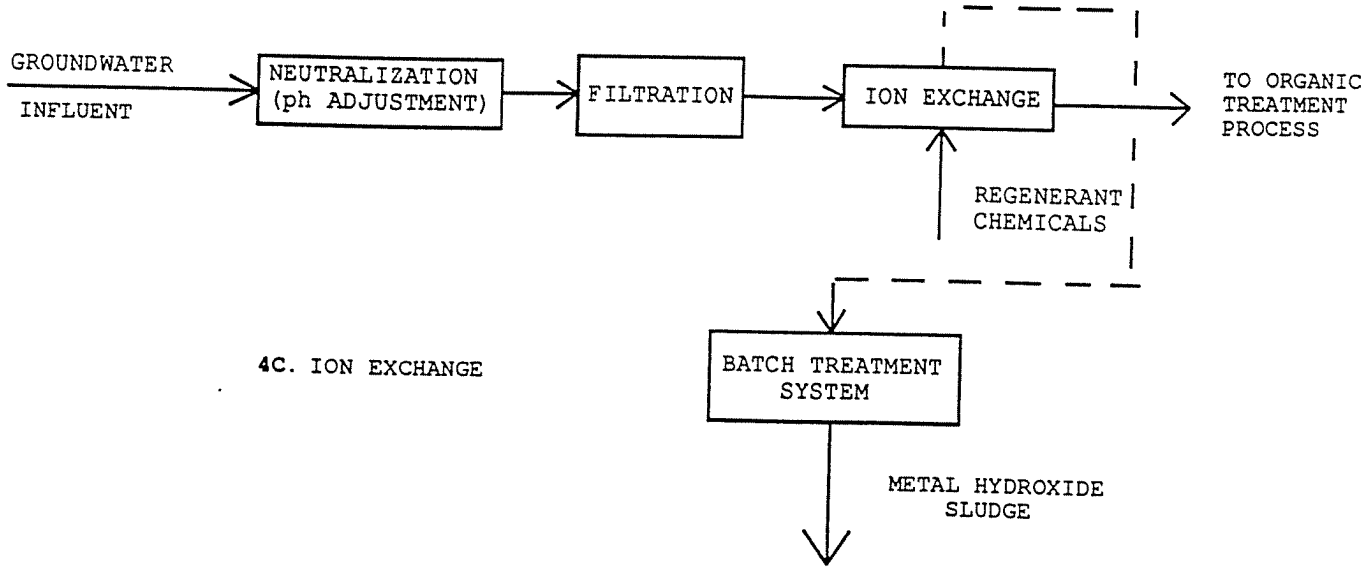 GROUNDWATER
INFLUENT
NEUTRALIZATION
(ph ADJUSTMENT)
FILTRATION
ION EXCHANGE
TO ORGANIC
TREATMENT
PROCESS
REGENERANT
CHEMICALS
4C. ION EXCHANGE
BATCH TREATMENT
SYSTEM
METAL HYDROXIDE
SLUDGE